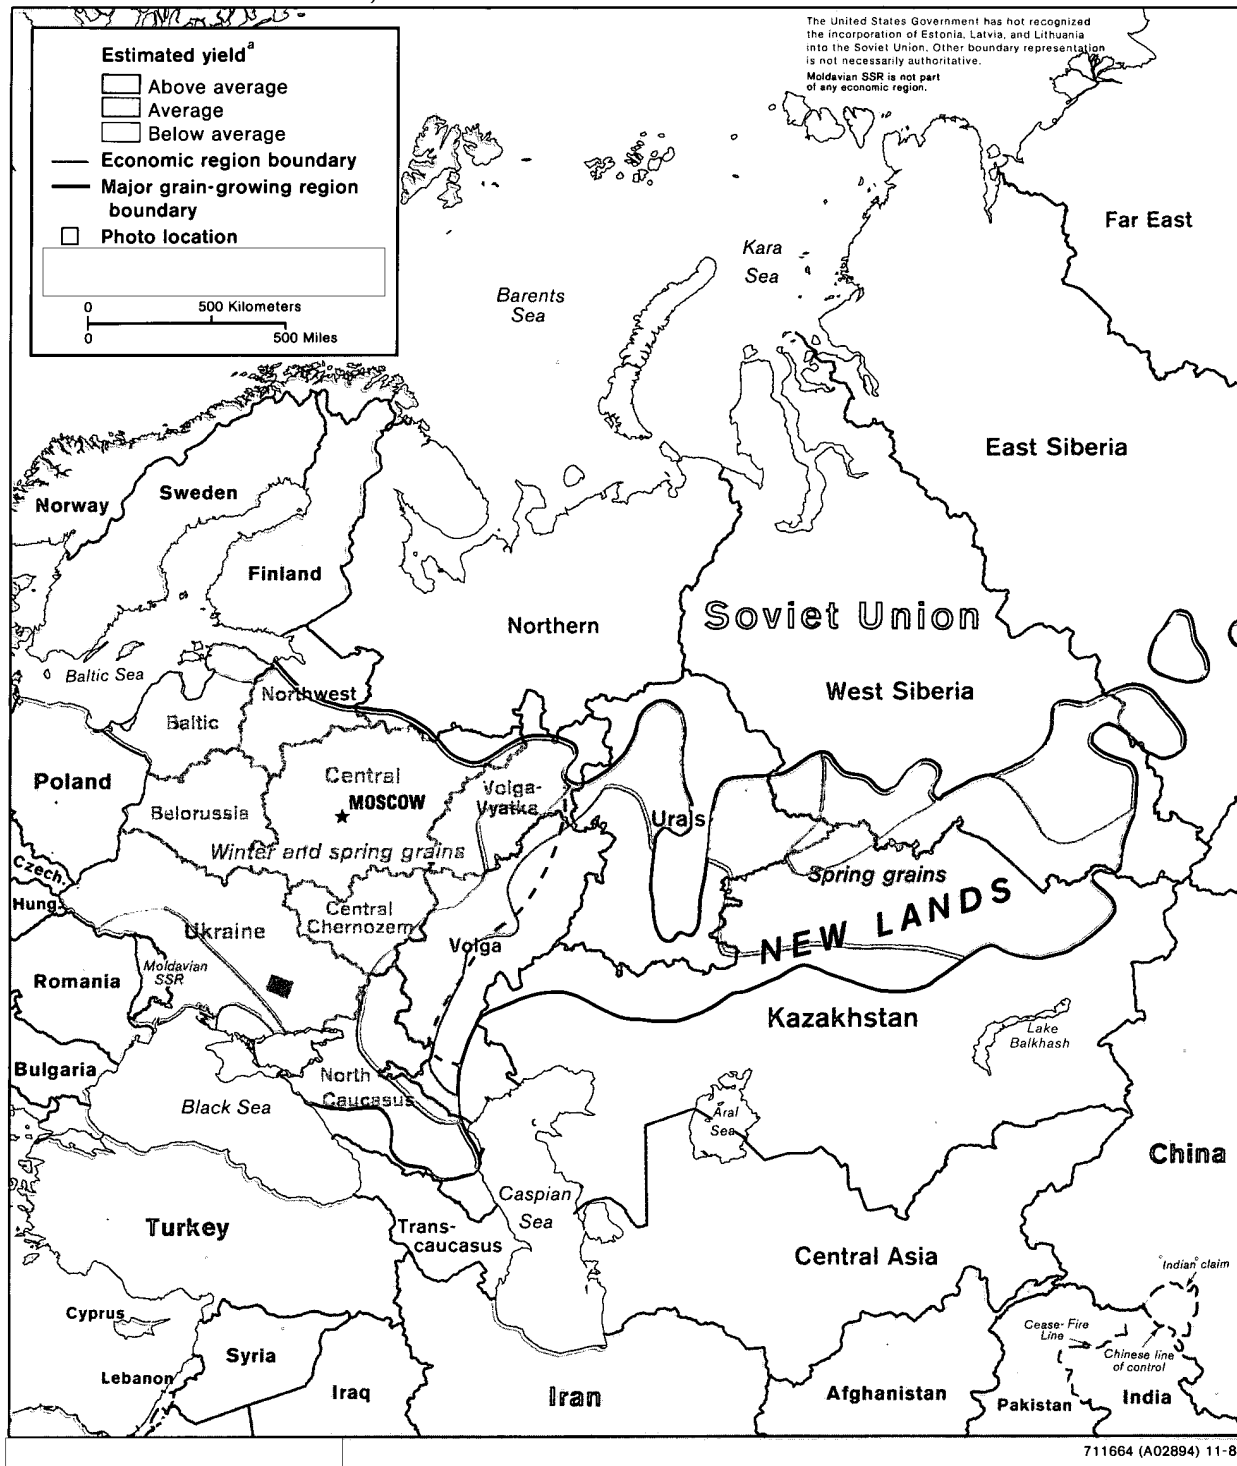 Estimated yield a
Above average
Average
Below average
Economic region boundary
Major grain-growing region
boundary
Photo location
0 500 Kilometers
0 500 Miles
The United States Government has not recognized
the incorporation of Estonia, Latvia, and Lithuania
into the Soviet Union. Other boundary representation
is not necessarily authoritative.
Moldavian SSR is not part
of any economic region.
Far East
Kara
Sea
Barents
Sea
East Siberia
Norway
Sweden
Finland
Northern
Soviet Union
Baltic Sea
Northwest
West Siberia
Baltic
Poland
Central
MOSCOW
Volga-
Vyatka
Belorussia
Urals
Winter and spring grains
Spring grains
Czech.
Hung.
NEW LANDS
Ukraine
Central
Chernozem
Volga
Romania
Moldavian
SSR
Kazakhstan
Lake
Balkhash
Bulgaria
North
Caucasus
Black Sea
Aral
Sea
China
Caspian
Sea
Turkey
Trans-
caucasus
Central Asia
Indian claim
Cyprus
Cease-Fire
Line
Chinese line
of control
Syria
Lebanon
Iraq
Iran
Afghanistan
Pakistan
India
711664 (A02894) 11-8